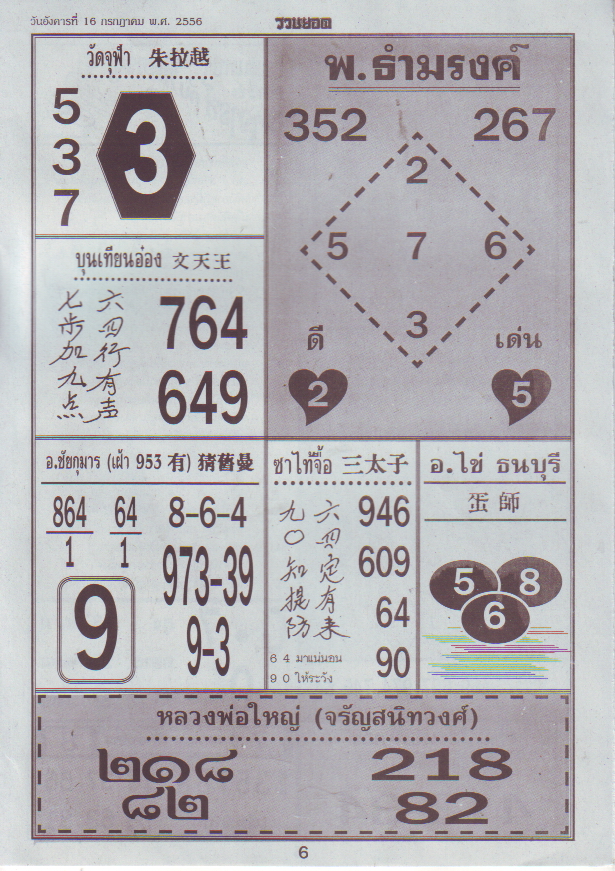 วันอังคารที่ 16 กรกฎาคม พ.ศ. 2556
รวมยอด
วัดจุฬา 朱拉越
5
3
7
3
พ.ธำมรงค์
352 267
2
5 7 6
3
ดี เด่น
2 5
บุนเทียนอ๋อง 文天王
六四行有声
七步加九点
764
649
อ.ชัยกุมาร (เฝ้า 953 有) 猜舊曼
864 64
1 1
9
8-6-4
973-39
9-3
ซาไท้จื้อ 三太子
六四定有来
九〇知提防
946
609
64
90
6 4 มาแน่นอน
9 0 ให้ระวัง
อ.ไข่ ธนบุรี
蛋師
5 8
6
หลวงพ่อใหญ่ (จรัญสนิทวงศ์)
๒๑๘ 218
๘๒ 82
6